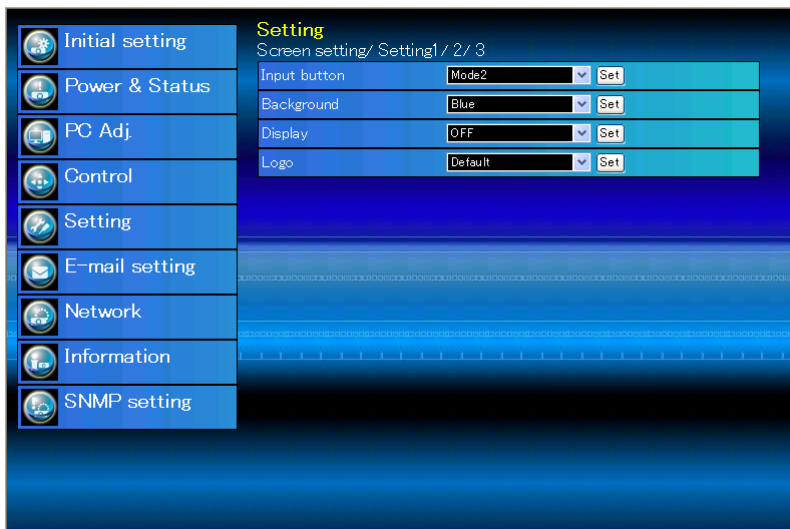 Initial setting
Power & Status
PC Adj.
Control
Setting
E-mail setting
Network
Information
SNMP setting
Setting
Screen setting/ Setting1 / 2 / 3
Input button Mode2 Set
Background Blue Set
Display OFF Set
Logo Default Set